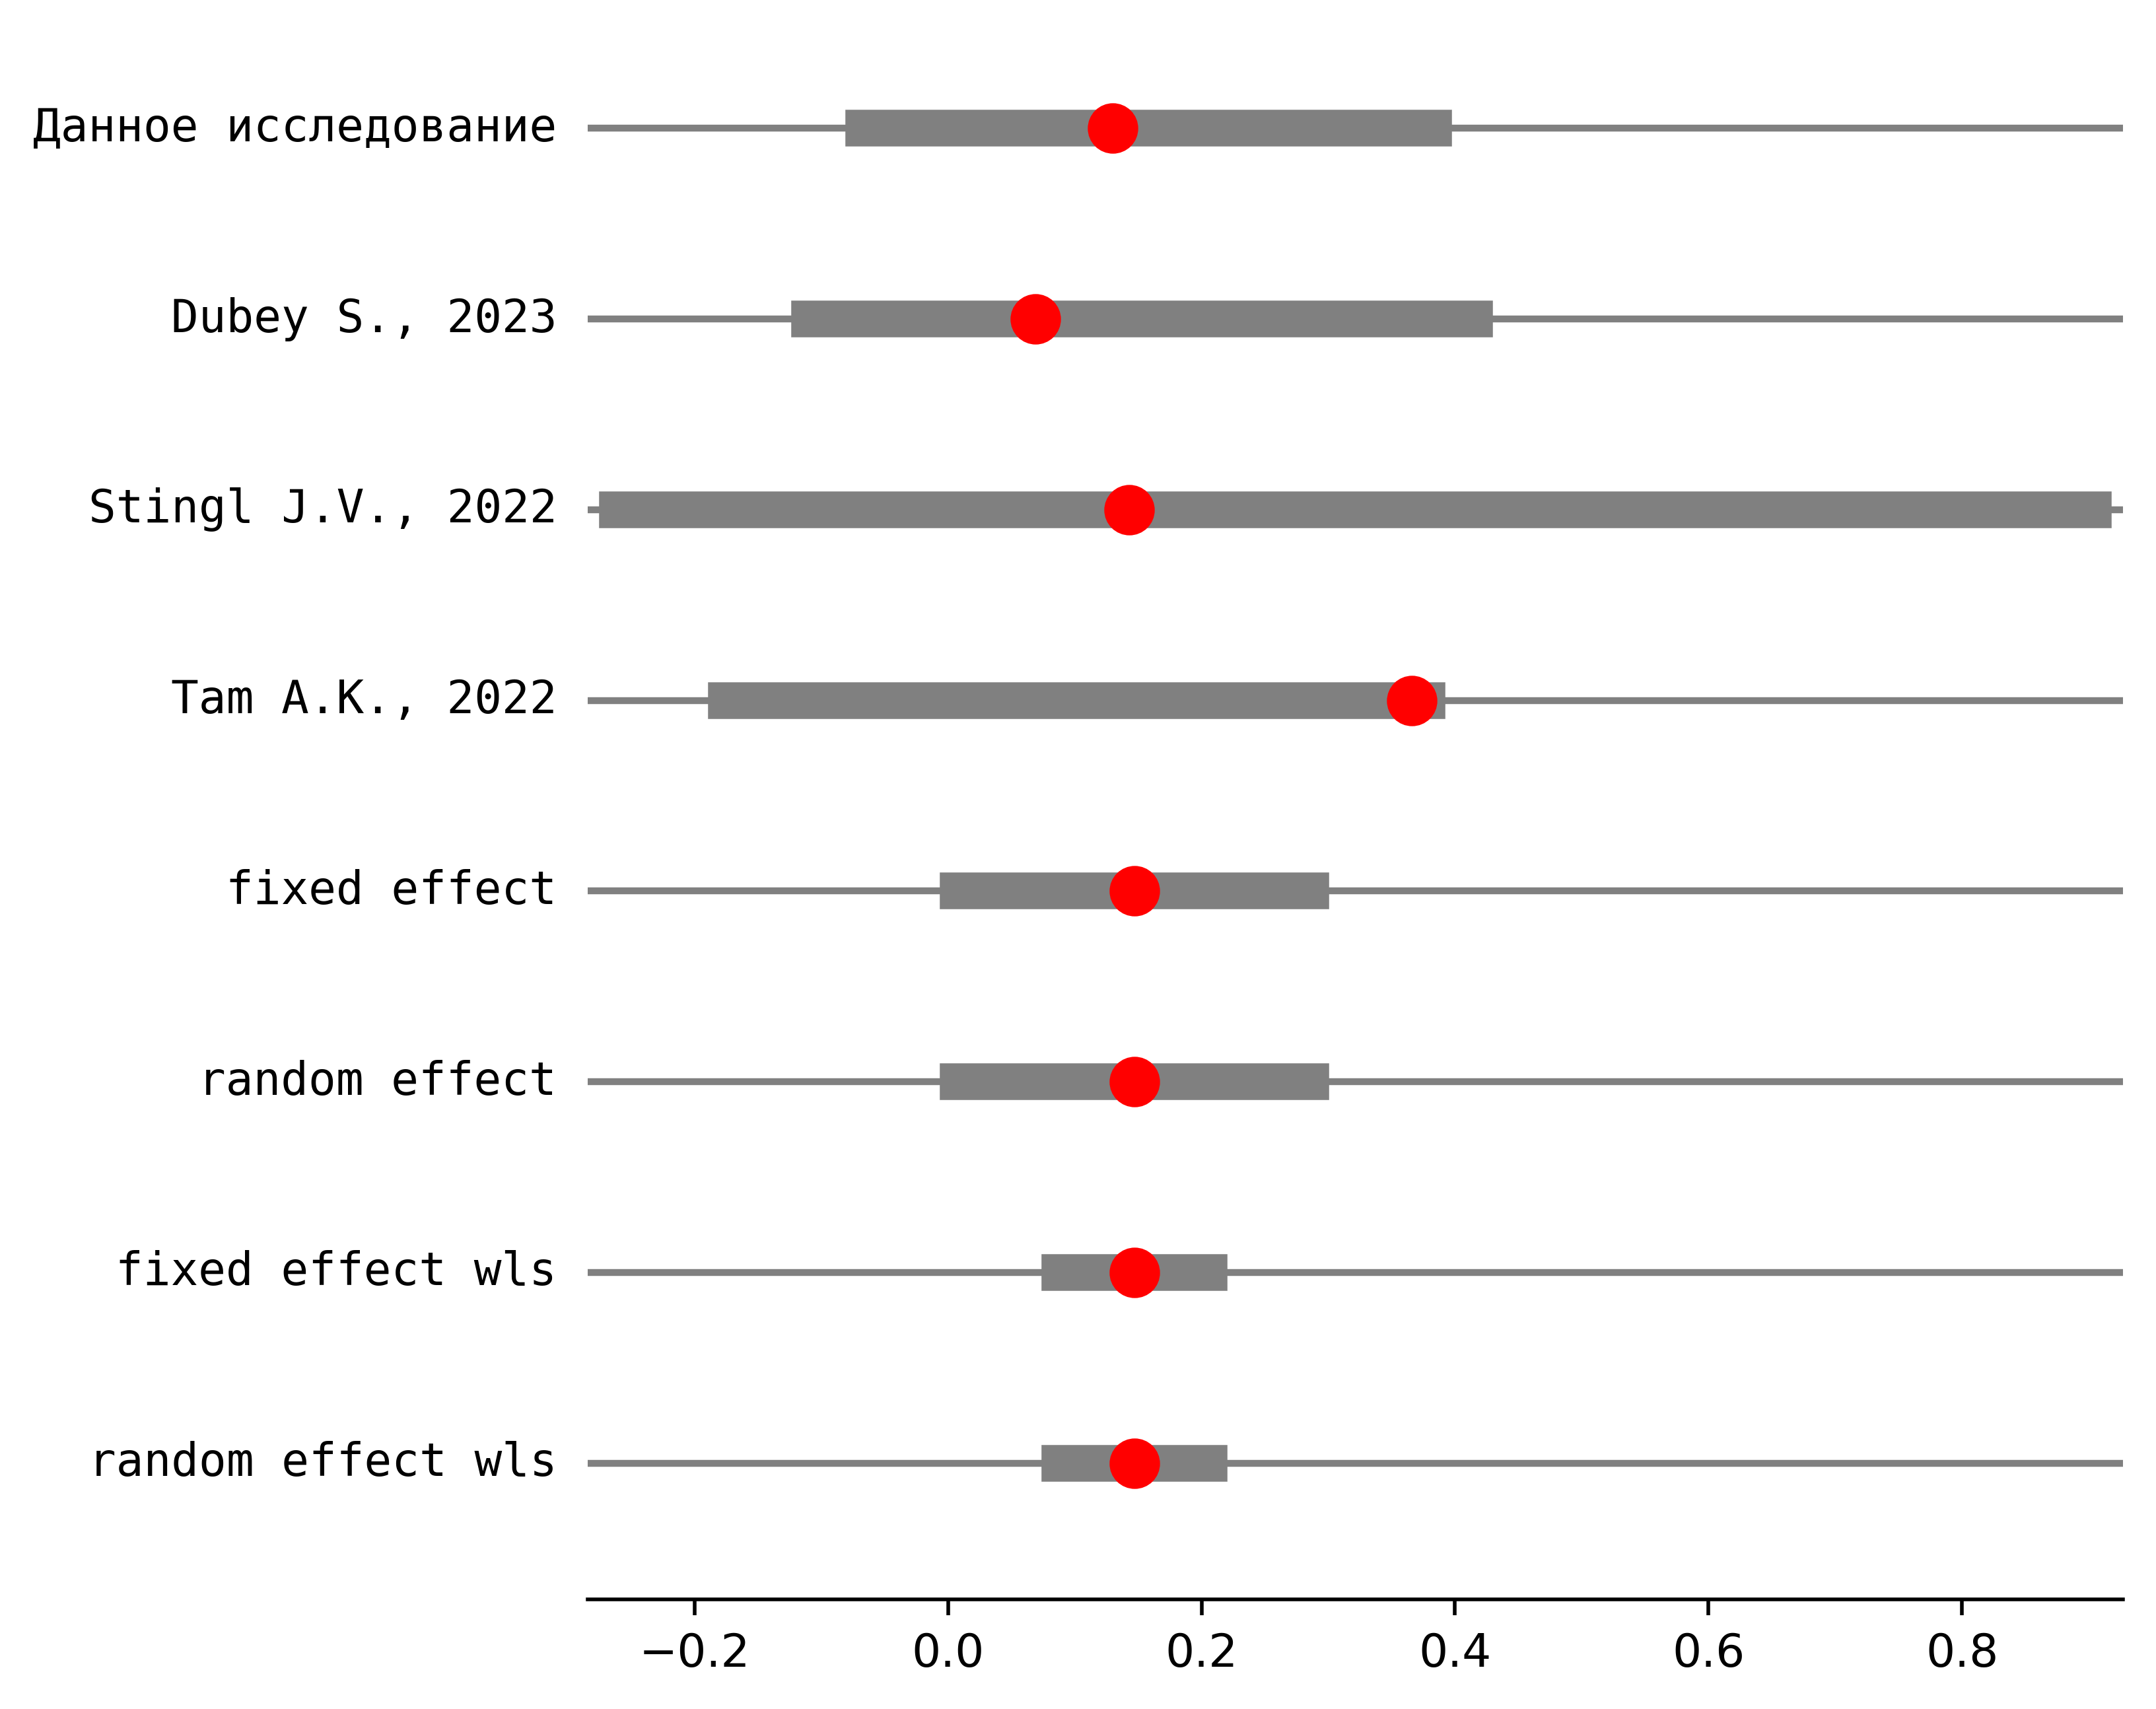 Данное исследование
Dubey S., 2023
Stingl J.V., 2022
Tam A.K., 2022
fixed effect
random effect
fixed effect wls
random effect wls
−0.2 0.0 0.2 0.4 0.6 0.8